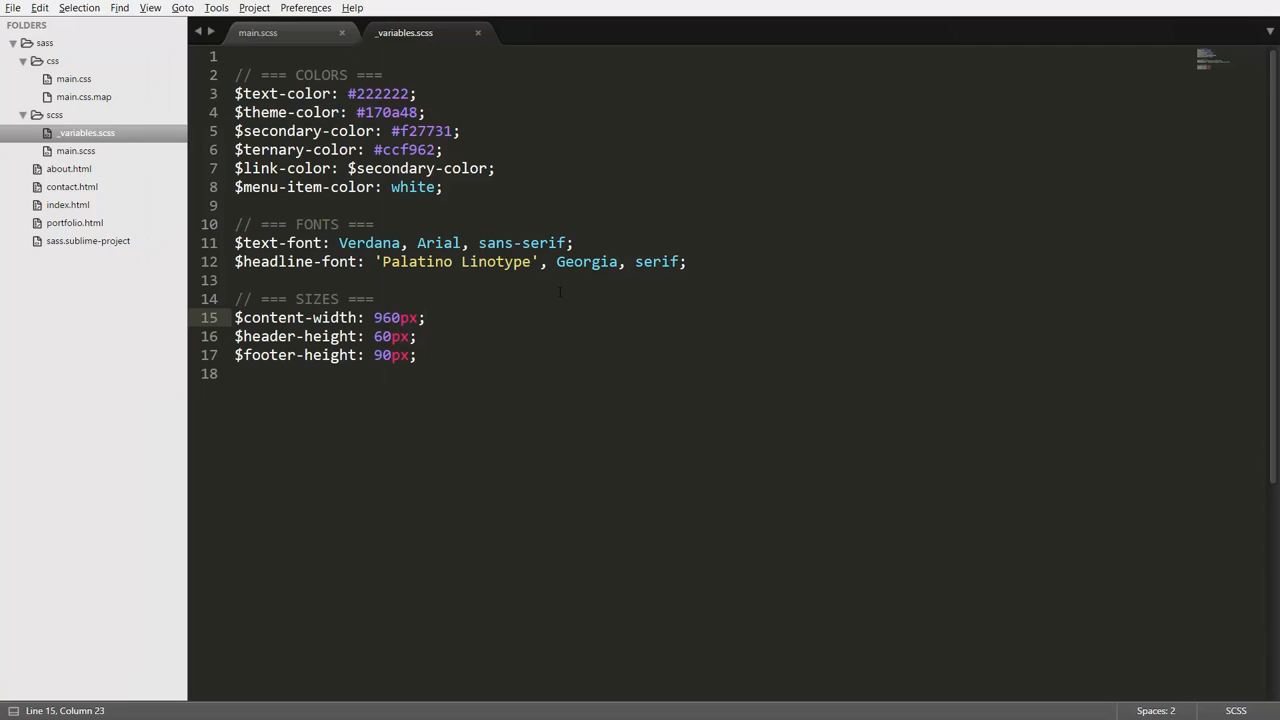 File Edit Selection Find View Goto Tools Project Preferences Help
FOLDERS
sass
css
main.css
main.css.map
scss
_variables.scss
main.scss
about.html
contact.html
index.html
portfolio.html
sass.sublime-project
main.scss × _variables.scss ×
1
2 // === COLORS ===
3 $text-color: #222222;
4 $theme-color: #170a48;
5 $secondary-color: #f27731;
6 $ternary-color: #ccf962;
7 $link-color: $secondary-color;
8 $menu-item-color: white;
9
10 // === FONTS ===
11 $text-font: Verdana, Arial, sans-serif;
12 $headline-font: 'Palatino Linotype', Georgia, serif;
13
14 // === SIZES ===
15 $content-width: 960px;
16 $header-height: 60px;
17 $footer-height: 90px;
18
Line 15, Column 23 Spaces: 2 SCSS